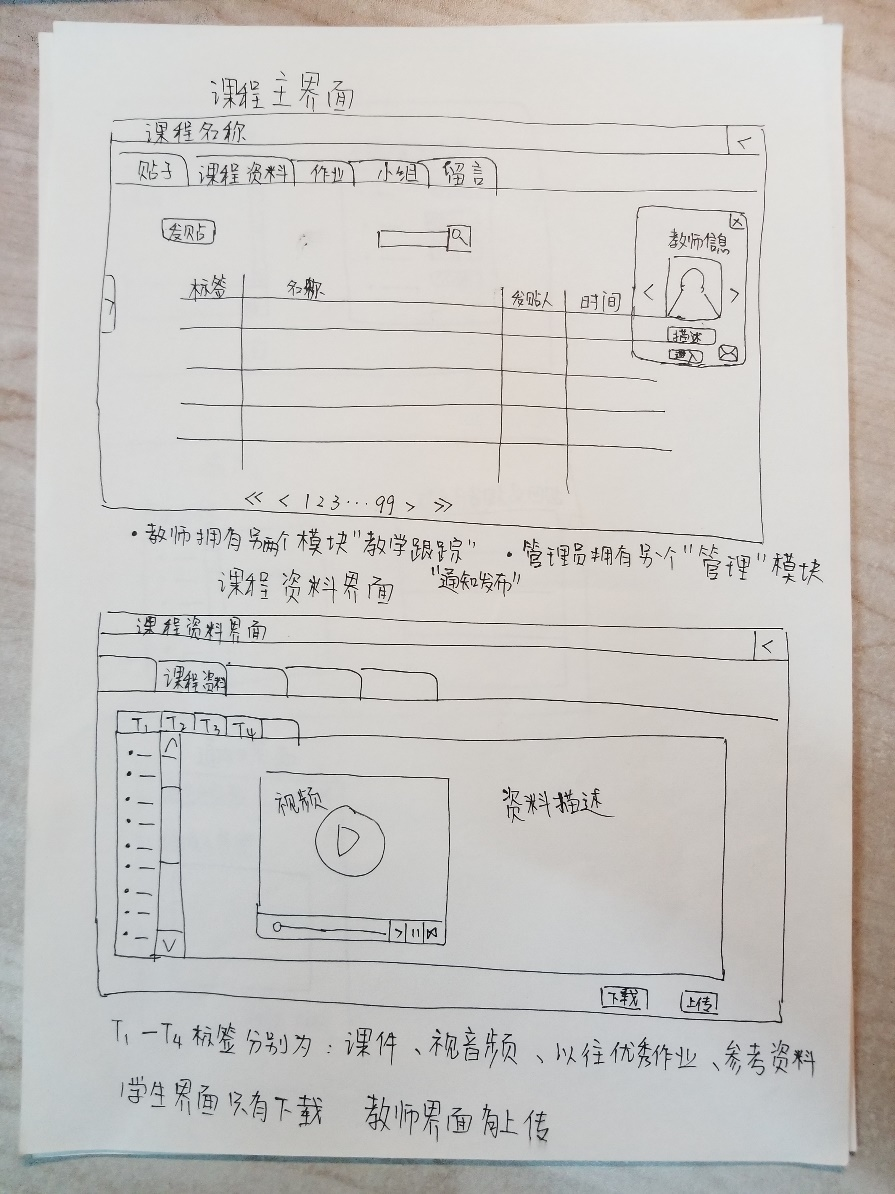 课程主界面
课程名称 <
贴子 课程资料 作业 小组 留言
发贴
教师信息
标签 名称 发贴人 时间
< >
描述
进入
>
« < 1 2 3 ··· 99 > »
·教师拥有另两个模块"教学跟踪" ·管理员拥有另个"管理"模块
"通知发布"
课程资料界面
课程资料界面 <
课程资料
T1 T2 T3 T4
视频
资料描述
下载 上传
T1—T4标签分别为：课件、视音频、以往优秀作业、参考资料
学生界面只有下载 教师界面有上传